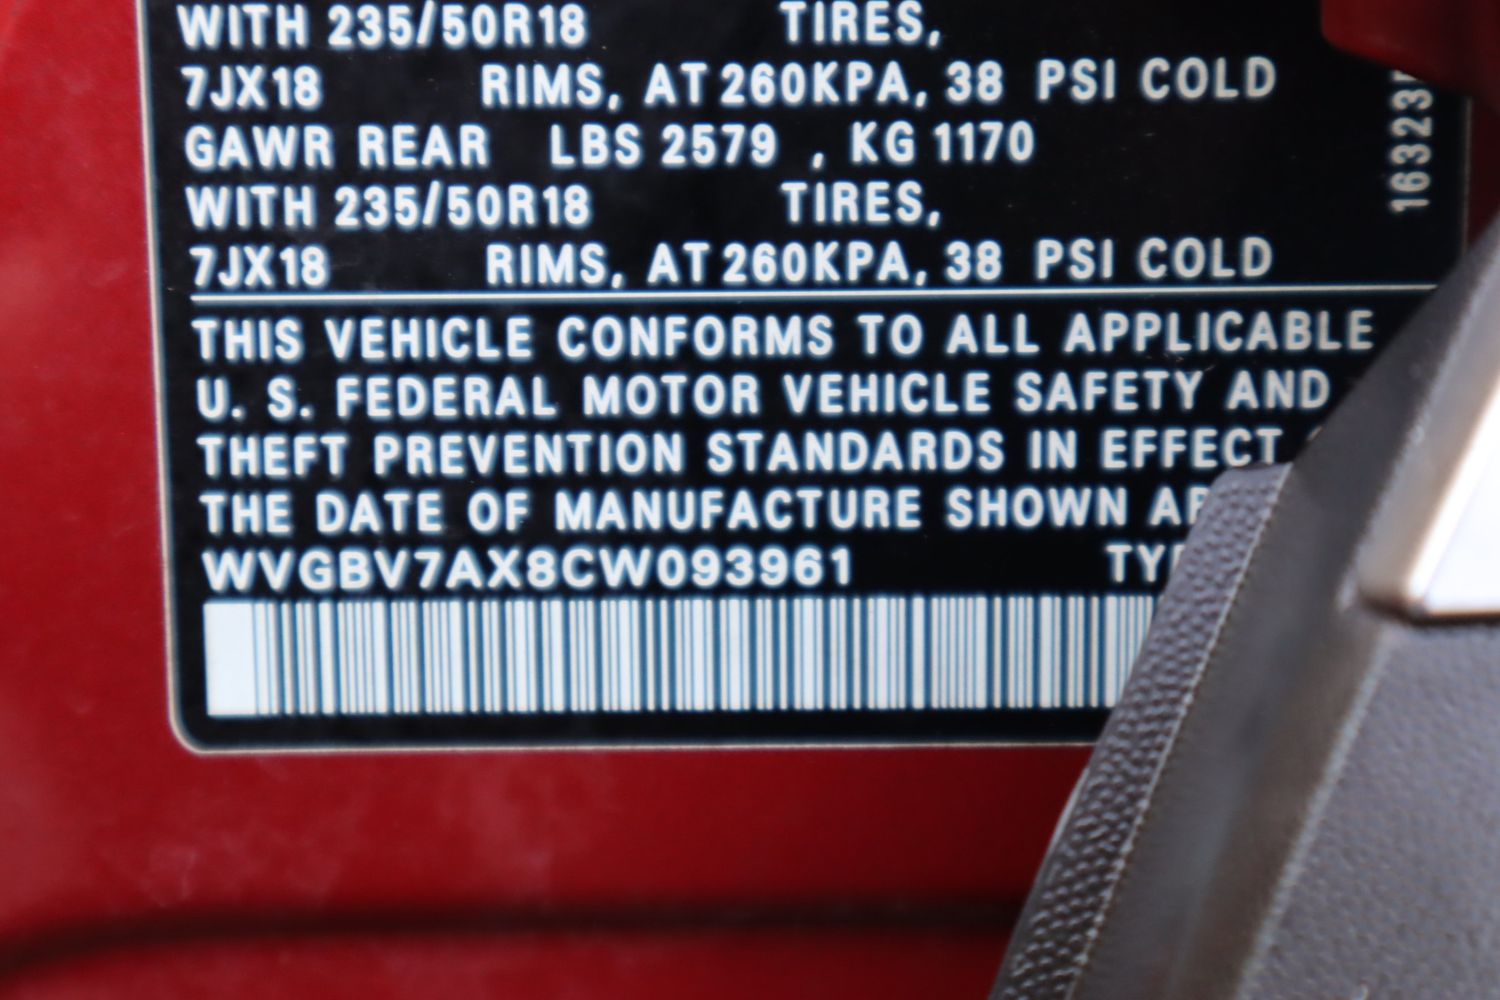 WITH 235/50R18 TIRES,
7JX18 RIMS, AT 260KPA, 38 PSI COLD
GAWR REAR LBS 2579 , KG 1170
WITH 235/50R18 TIRES,
7JX18 RIMS, AT 260KPA, 38 PSI COLD
THIS VEHICLE CONFORMS TO ALL APPLICABLE
U. S. FEDERAL MOTOR VEHICLE SAFETY AND
THEFT PREVENTION STANDARDS IN EFFECT
THE DATE OF MANUFACTURE SHOWN
WVGBV7AX8CW093961